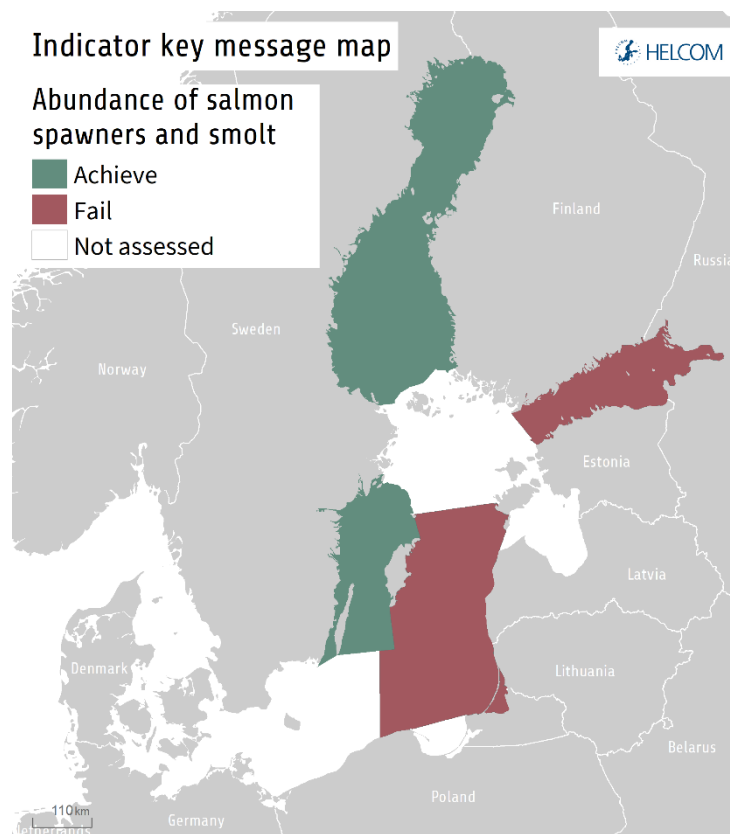 Indicator key message map
HELCOM
Abundance of salmon
spawners and smolt
Achieve
Fail
Not assessed
Finland
Russia
Sweden
Norway
Estonia
Latvia
Denmark
Lithuania
Belarus
Poland
Germany
110 km
Netherlands